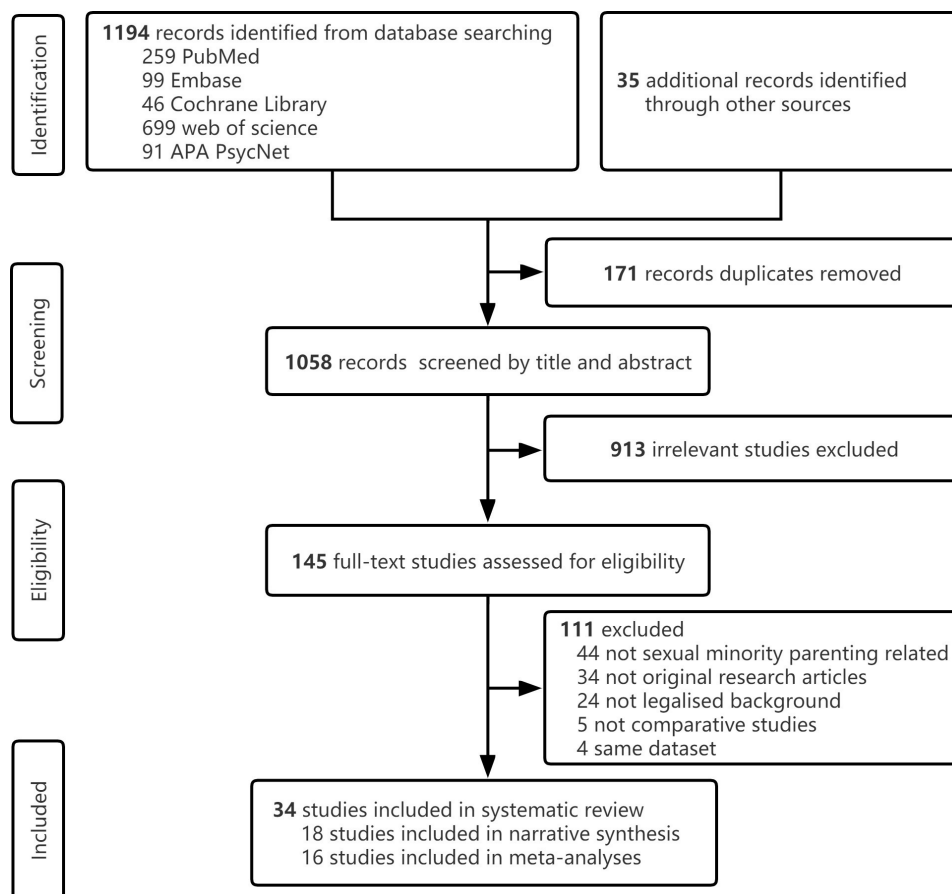 Identification
1194 records identified from database searching
259 PubMed
99 Embase
46 Cochrane Library
699 web of science
91 APA PsycNet
35 additional records identified
through other sources
171 records duplicates removed
Screening
1058 records screened by title and abstract
913 irrelevant studies excluded
Eligibility
145 full-text studies assessed for eligibility
111 excluded
44 not sexual minority parenting related
34 not original research articles
24 not legalised background
5 not comparative studies
4 same dataset
Included
34 studies included in systematic review
18 studies included in narrative synthesis
16 studies included in meta-analyses